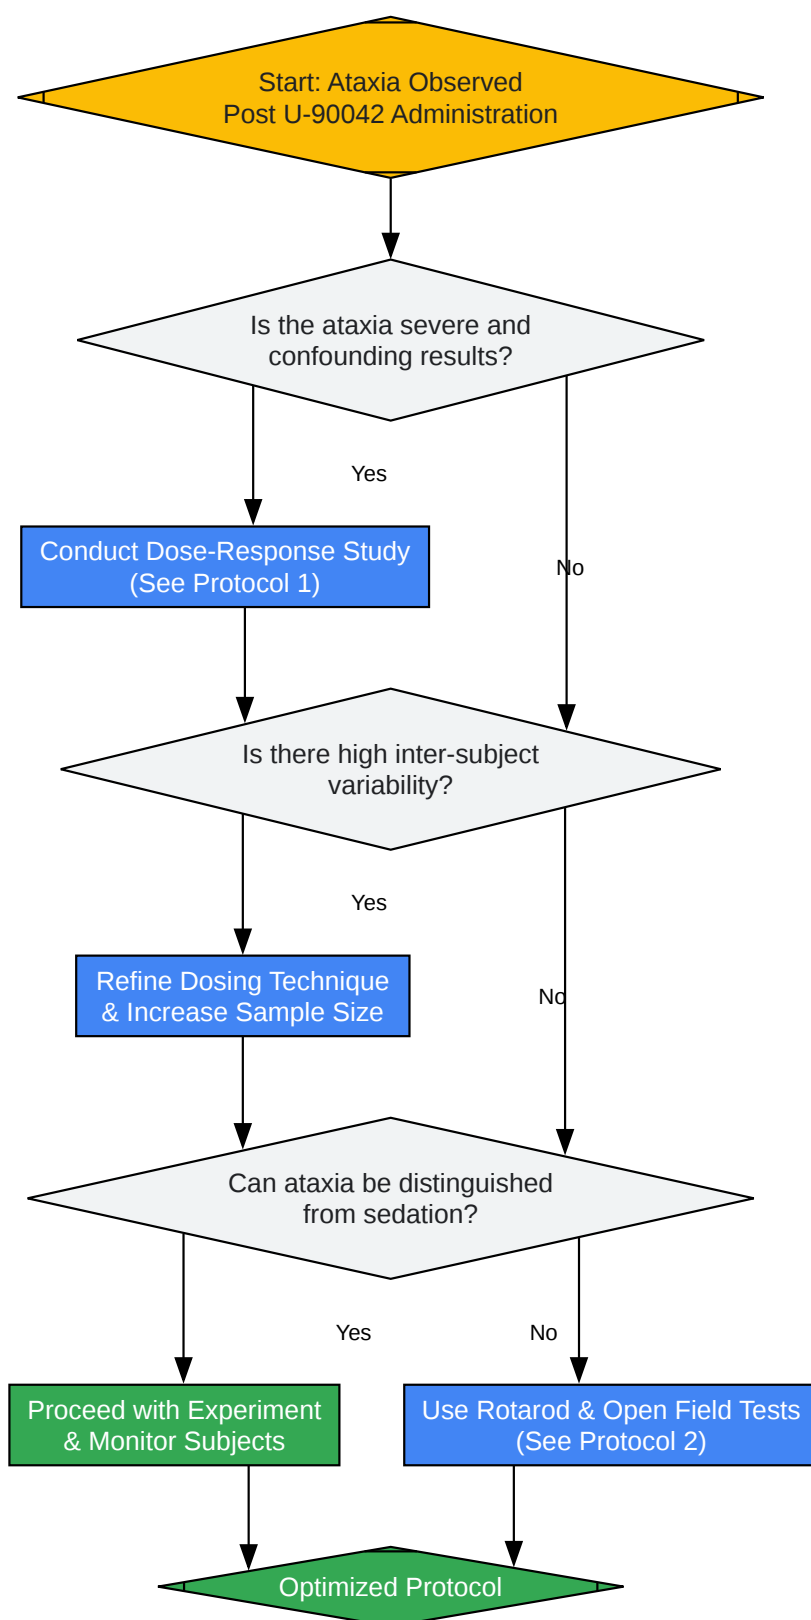 Start: Ataxia Observed
Post U-90042 Administration
Is the ataxia severe and
confounding results?
Yes
Conduct Dose-Response Study
(See Protocol 1)
No
Is there high inter-subject
variability?
Yes
Refine Dosing Technique
& Increase Sample Size
No
Can ataxia be distinguished
from sedation?
Yes
No
Proceed with Experiment
& Monitor Subjects
Use Rotarod & Open Field Tests
(See Protocol 2)
Optimized Protocol